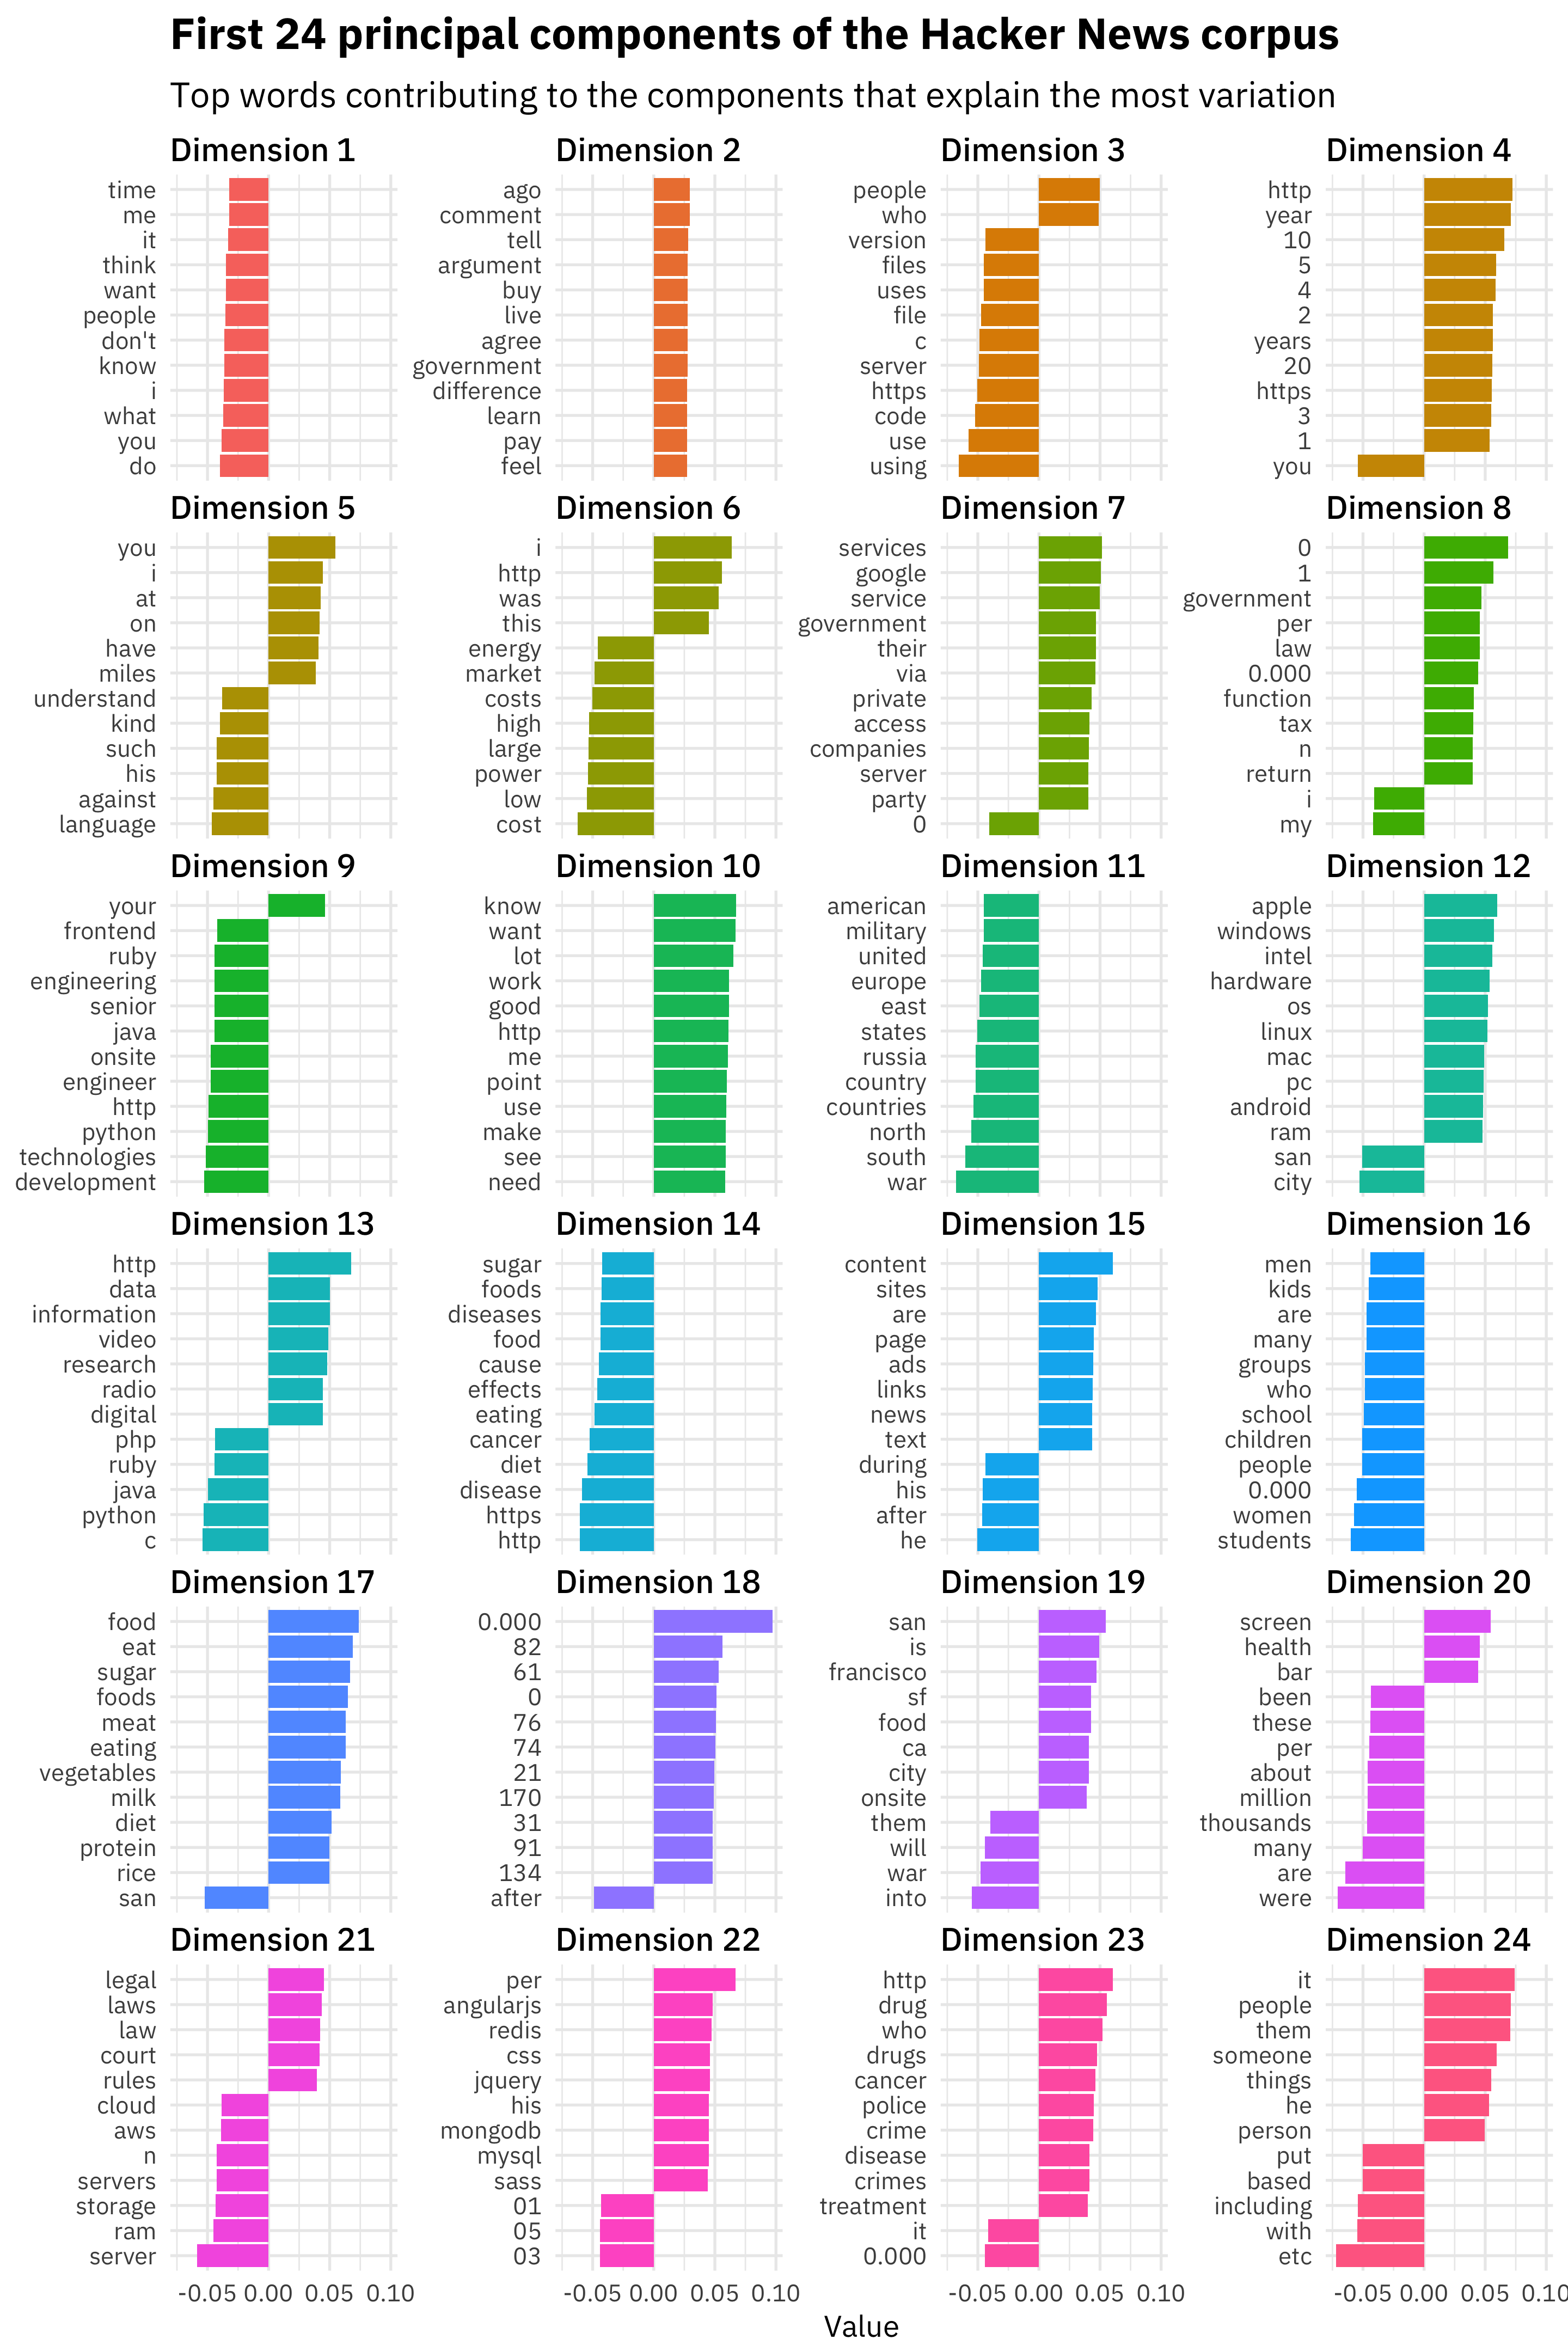 First 24 principal components of the Hacker News corpus
Top words contributing to the components that explain the most variation
Dimension 1
time
me
it
think
want
people
don't
know
i
what
you
do
Dimension 2
ago
comment
tell
argument
buy
live
agree
government
difference
learn
pay
feel
Dimension 3
people
who
version
files
uses
file
c
server
https
code
use
using
Dimension 4
http
year
10
5
4
2
years
20
https
3
1
you
Dimension 5
you
i
at
on
have
miles
understand
kind
such
his
against
language
Dimension 6
i
http
was
this
energy
market
costs
high
large
power
low
cost
Dimension 7
services
google
service
government
their
via
private
access
companies
server
party
0
Dimension 8
0
1
government
per
law
0.000
function
tax
n
return
i
my
Dimension 9
your
frontend
ruby
engineering
senior
java
onsite
engineer
http
python
technologies
development
Dimension 10
know
want
lot
work
good
http
me
point
use
make
see
need
Dimension 11
american
military
united
europe
east
states
russia
country
countries
north
south
war
Dimension 12
apple
windows
intel
hardware
os
linux
mac
pc
android
ram
san
city
Dimension 13
http
data
information
video
research
radio
digital
php
ruby
java
python
c
Dimension 14
sugar
foods
diseases
food
cause
effects
eating
cancer
diet
disease
https
http
Dimension 15
content
sites
are
page
ads
links
news
text
during
his
after
he
Dimension 16
men
kids
are
many
groups
who
school
children
people
0.000
women
students
Dimension 17
food
eat
sugar
foods
meat
eating
vegetables
milk
diet
protein
rice
san
Dimension 18
0.000
82
61
0
76
74
21
170
31
91
134
after
Dimension 19
san
is
francisco
sf
food
ca
city
onsite
them
will
war
into
Dimension 20
screen
health
bar
been
these
per
about
million
thousands
many
are
were
Dimension 21
legal
laws
law
court
rules
cloud
aws
n
servers
storage
ram
server
Dimension 22
per
angularjs
redis
css
jquery
his
mongodb
mysql
sass
01
05
03
Dimension 23
http
drug
who
drugs
cancer
police
crime
disease
crimes
treatment
it
0.000
Dimension 24
it
people
them
someone
things
he
person
put
based
including
with
etc
-0.05 0.00 0.05 0.10
-0.05 0.00 0.05 0.10
-0.05 0.00 0.05 0.10
-0.05 0.00 0.05 0.10
Value